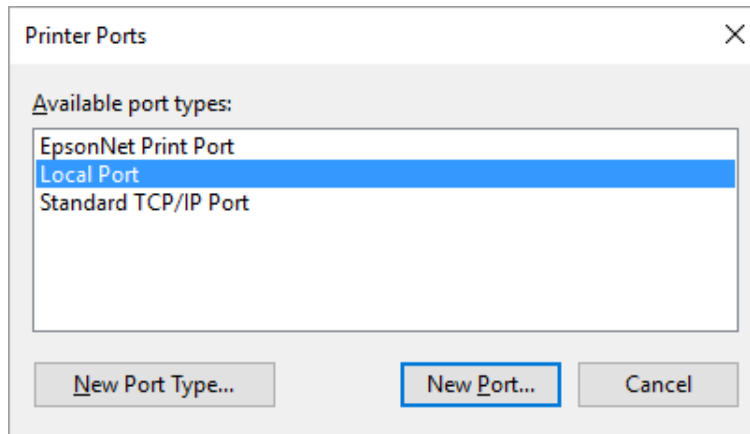 Printer Ports
Available port types:
EpsonNet Print Port
Local Port
Standard TCP/IP Port
New Port Type... New Port... Cancel